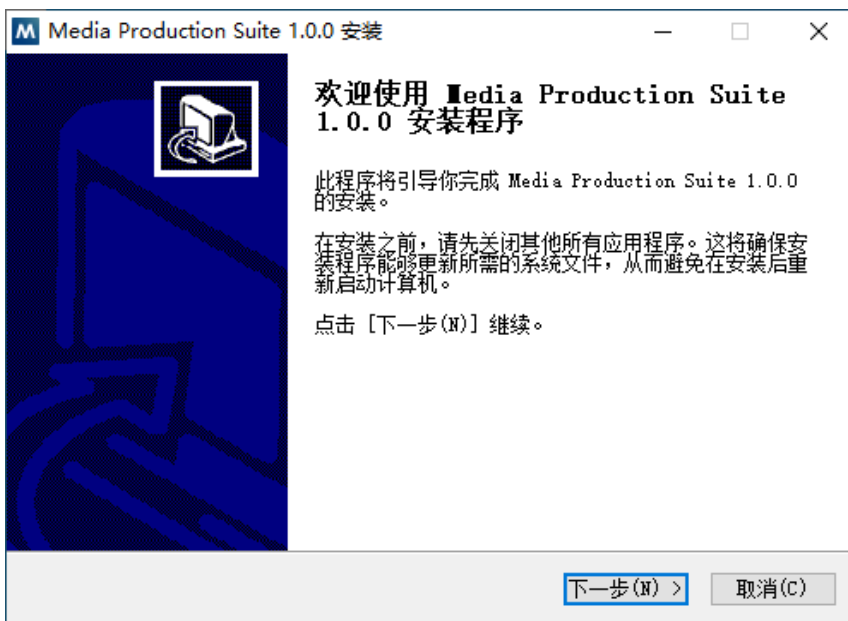 Media Production Suite 1.0.0 安装
欢迎使用 Media Production Suite
1.0.0 安装程序
此程序将引导你完成 Media Production Suite 1.0.0
的安装。
在安装之前，请先关闭其他所有应用程序。这将确保安
装程序能够更新所需的系统文件，从而避免在安装后重
新启动计算机。
点击 [下一步(N)] 继续。
下一步(N) >
取消(C)